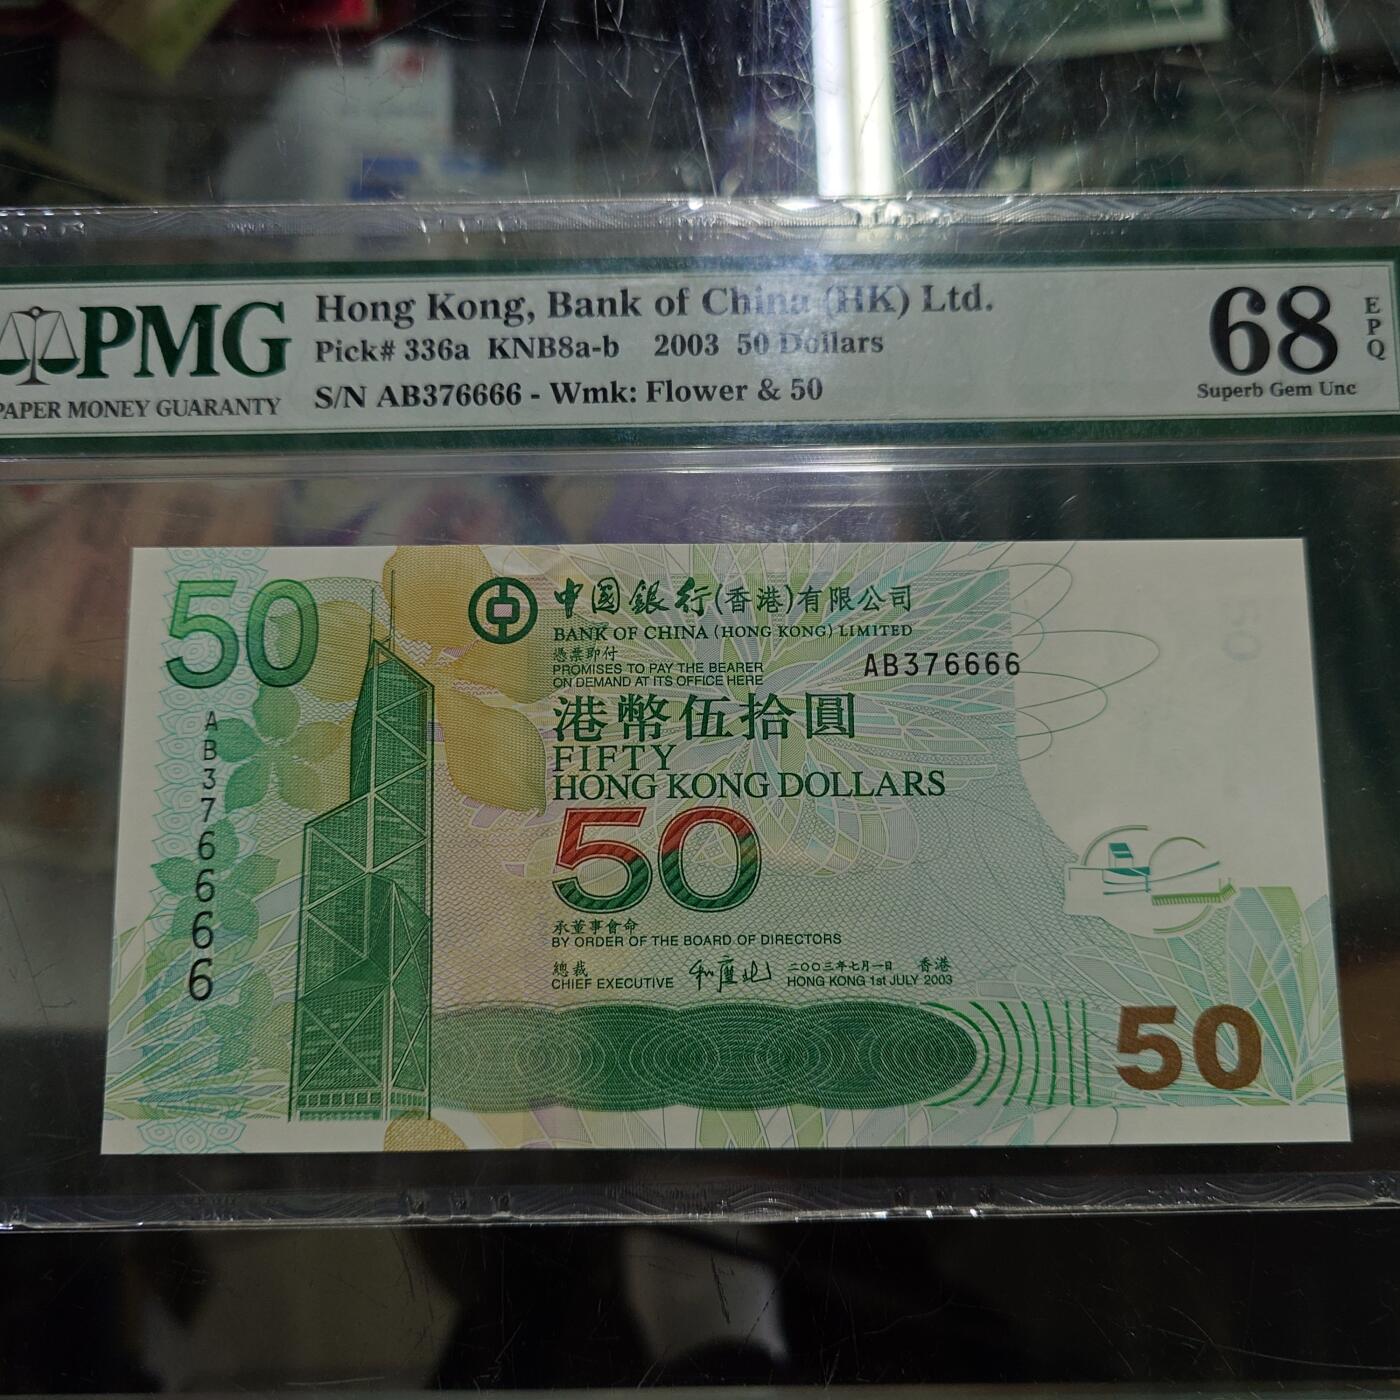 PMG
PAPER MONEY GUARANTY
Hong Kong, Bank of China (HK) Ltd.
Pick# 336a KNB8a-b 2003 50 Dollars
S/N AB376666 - Wmk: Flower & 50
68
EPQ
Superb Gem Unc
50
中國銀行(香港)有限公司
BANK OF CHINA (HONG KONG) LIMITED
憑票即付
PROMISES TO PAY THE BEARER
ON DEMAND AT ITS OFFICE HERE
AB376666
AB376666
港幣伍拾圓
FIFTY
HONG KONG DOLLARS
50
承董事會命
BY ORDER OF THE BOARD OF DIRECTORS
總裁
CHIEF EXECUTIVE
和廣北
二〇〇三年七月一日 香港
HONG KONG 1st JULY 2003
50